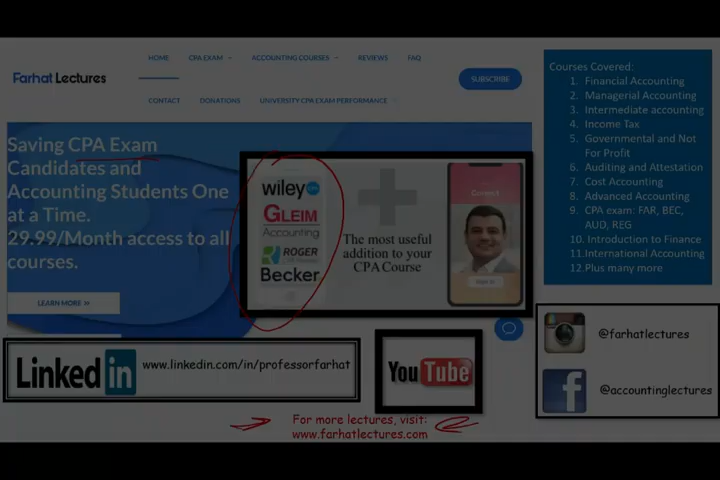 HOME
CPA EXAM
ACCOUNTING COURSES
REVIEWS
FAQ
Farhat Lectures
SUBSCRIBE
CONTACT
DONATIONS
UNIVERSITY CPA EXAM PERFORMANCE
Saving CPA Exam
Candidates and
Accounting Students One
at a Time.
29.99/Month access to all
courses.
LEARN MORE »
wiley
GLEIM
Accounting
ROGER
Becker
The most useful
addition to your
CPA Course
Courses Covered:
1. Financial Accounting
2. Managerial Accounting
3. Intermediate accounting
4. Income Tax
5. Governmental and Not
For Profit
6. Auditing and Attestation
7. Cost Accounting
8. Advanced Accounting
9. CPA exam: FAR, BEC,
AUD, REG
10. Introduction to Finance
11.International Accounting
12.Plus many more
Linked in
www.linkedin.com/in/professorfarhat
YouTube
@farhatlectures
@accountinglectures
For more lectures, visit:
www.farhatlectures.com